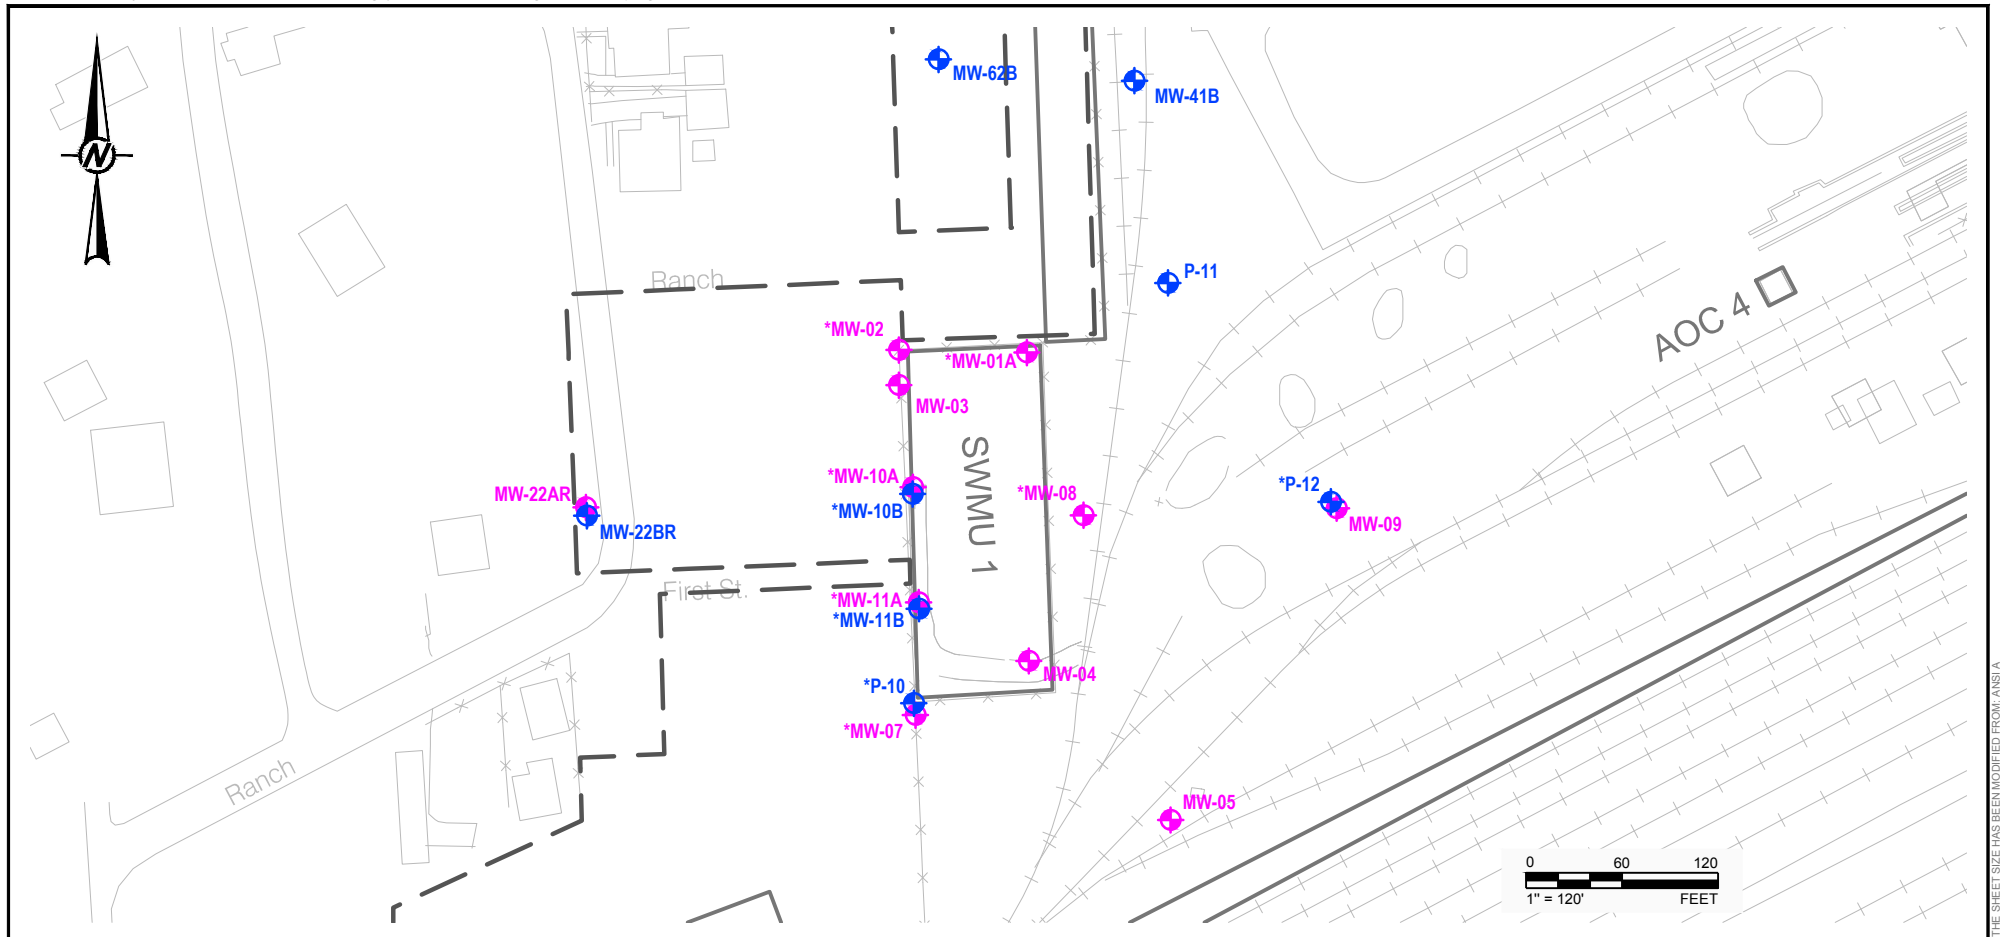 N
MW-62B
MW-41B
Ranch
P-11
AOC 4
*MW-02
*MW-01A
MW-03
SWMU 1
*MW-10A
*MW-10B
*MW-08
*P-12
MW-09
MW-22AR
MW-22BR
First St.
*MW-11A
*MW-11B
MW-04
*P-10
*MW-07
Ranch
MW-05
0 60 120
1" = 120' FEET
THE SHEET SIZE HAS BEEN MODIFIED FROM: ANSI A